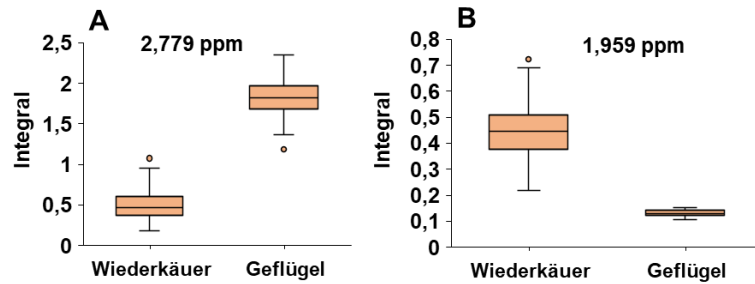 A
2,779 ppm
Integral
2,5
2
1,5
1
0,5
0
Wiederkäuer
Geflügel
B
1,959 ppm
Integral
0,8
0,7
0,6
0,5
0,4
0,3
0,2
0,1
0
Wiederkäuer
Geflügel